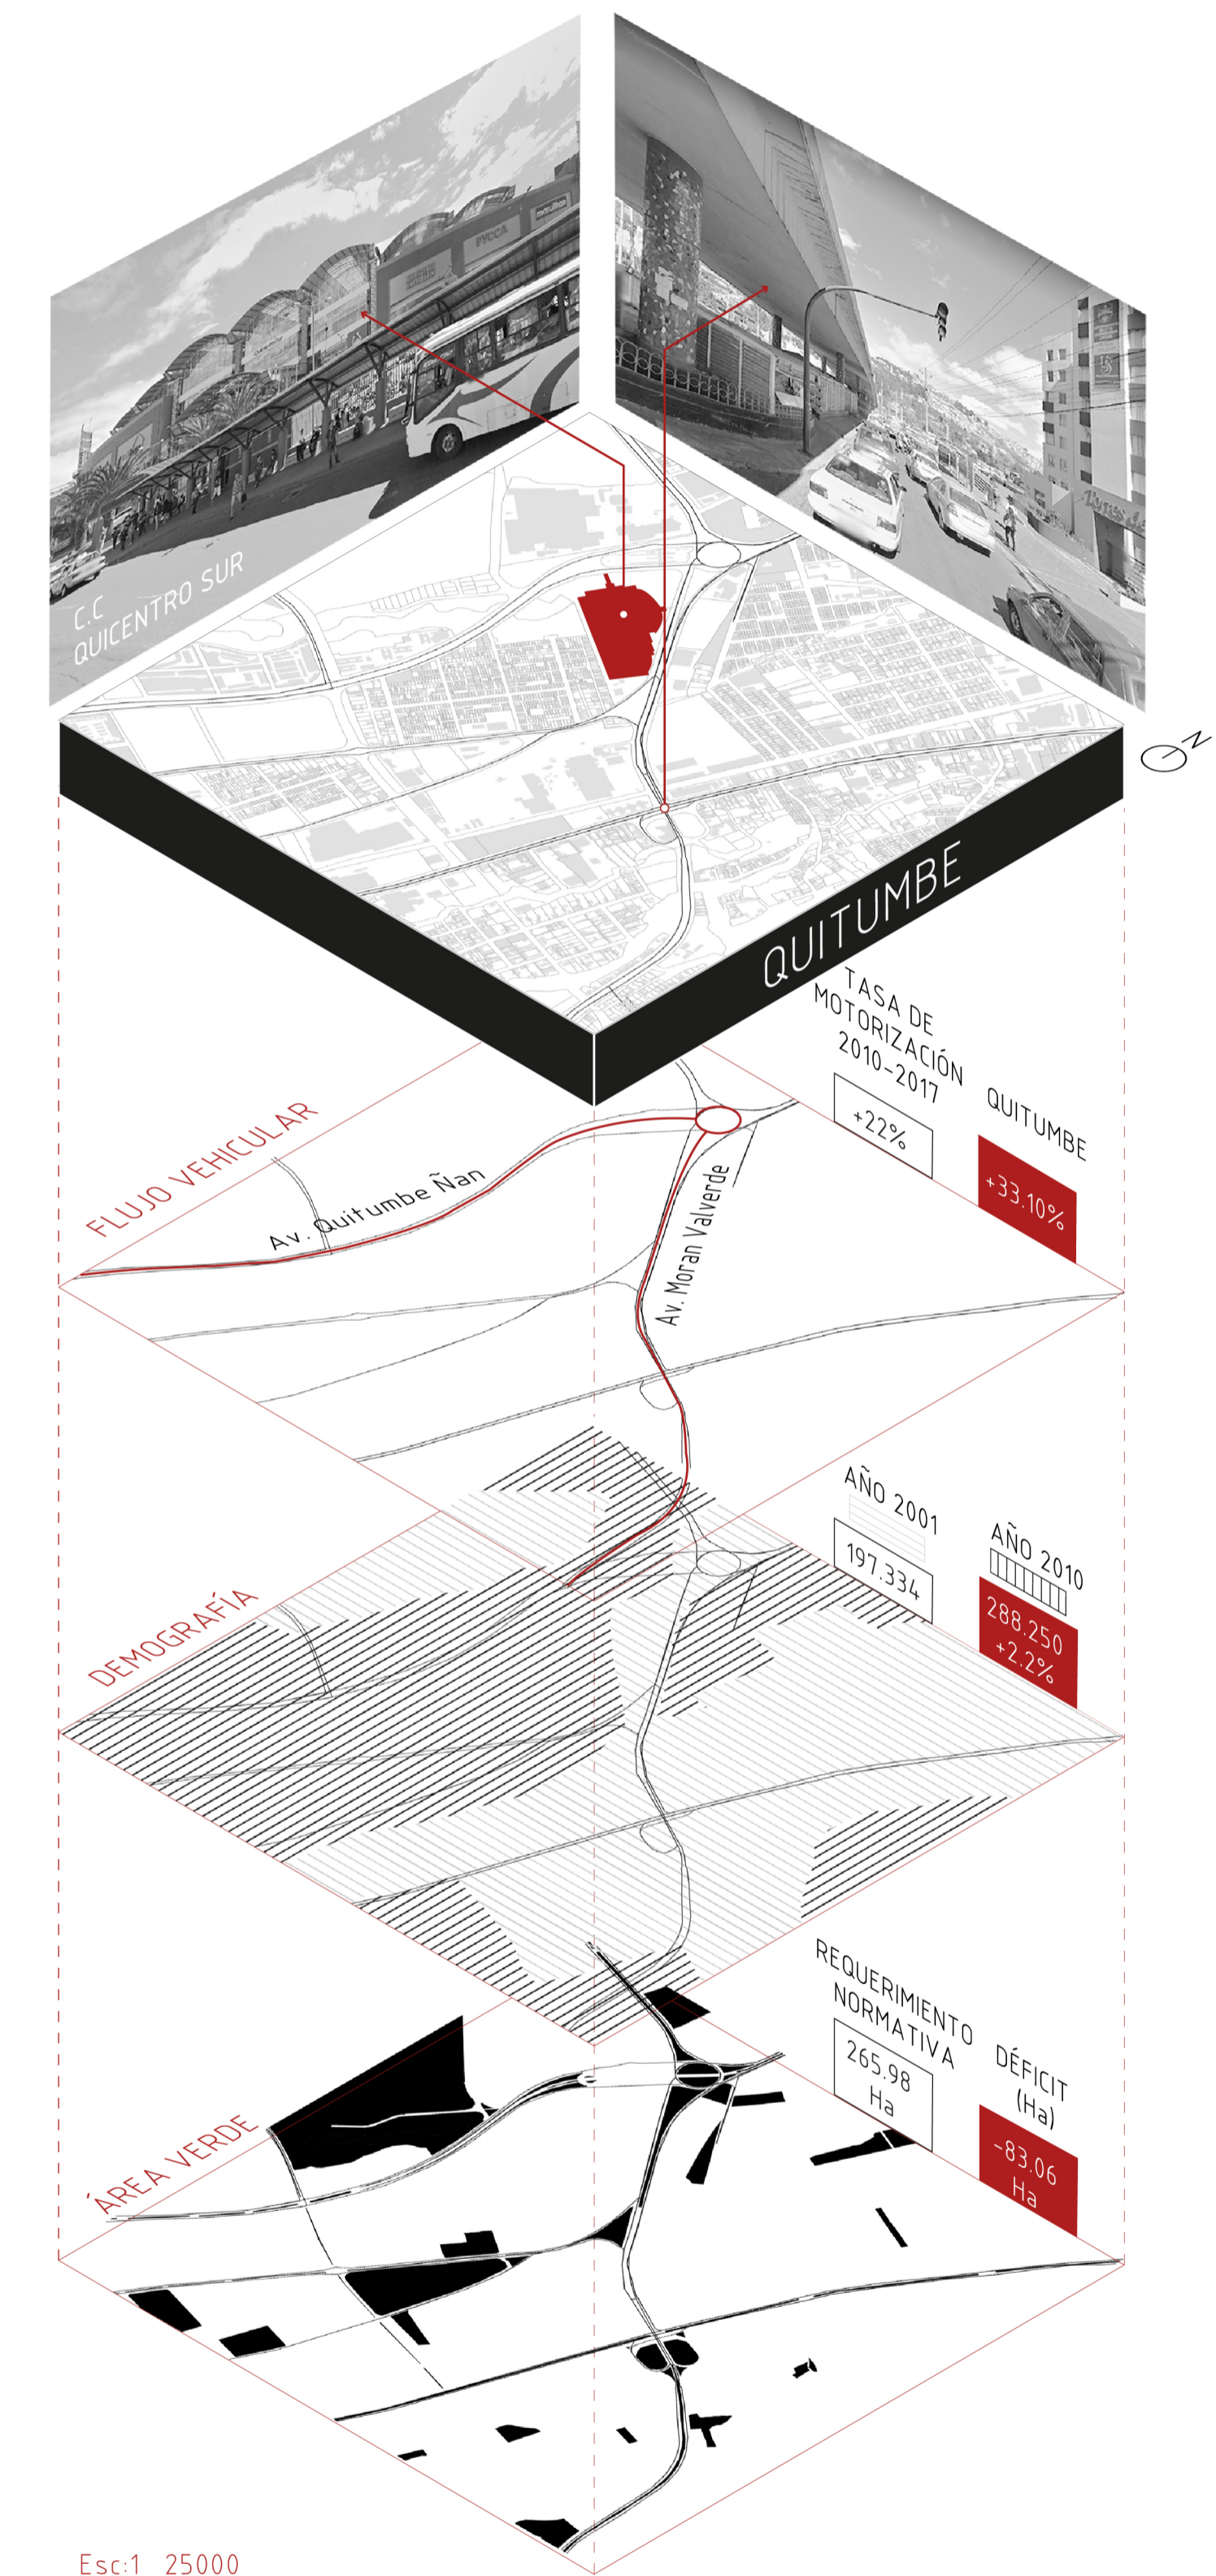 marathon
PYCCA
C.C
QUICENTRO SUR
N
QUITUMBE
TASA DE
MOTORIZACIÓN
2010-2017
+22%
QUITUMBE
+33.10%
FLUJO VEHICULAR
Av. Quitumbe Ñan
Av. Moran Valverde
AÑO 2001
197.334
AÑO 2010
288.250
+2.2%
DEMOGRAFÍA
REQUERIMIENTO
NORMATIVA
265.98
Ha
DÉFICIT
(Ha)
-83.06
Ha
ÁREA VERDE
Esc:1 25000